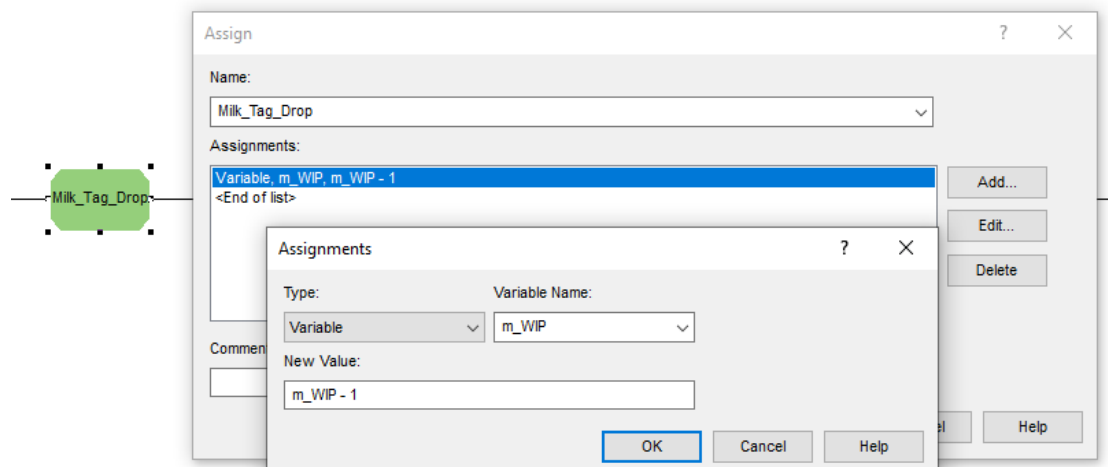 Assign
?
Name:
Milk_Tag_Drop
Assignments:
Variable, m_WIP, m_WIP - 1
<End of list>
Add...
Edit...
Delete
Milk_Tag_Drop
Assignments
?
Type:
Variable Name:
Variable
m_WIP
New Value:
m_WIP - 1
OK
Cancel
Help
Help